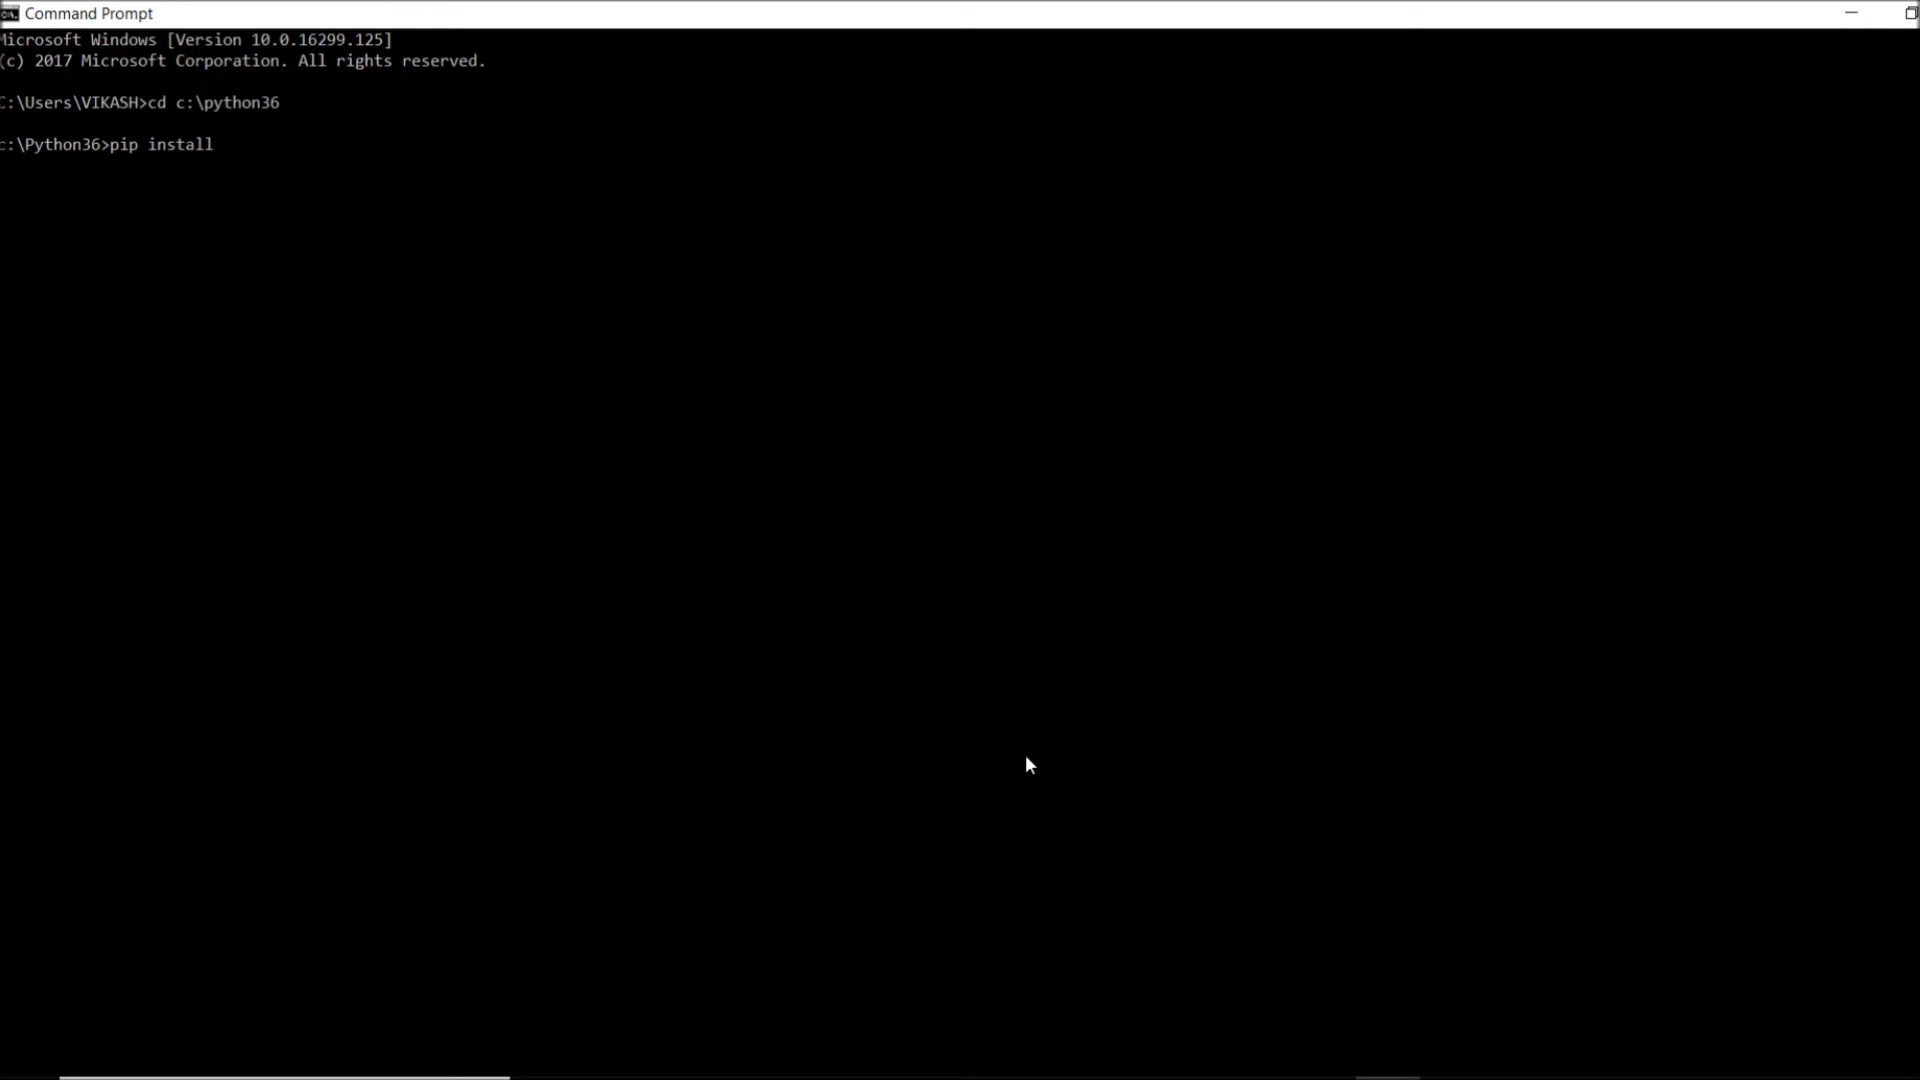 Command Prompt
Microsoft Windows [Version 10.0.16299.125]
(c) 2017 Microsoft Corporation. All rights reserved.
C:\Users\VIKASH>cd c:\python36
c:\Python36>pip install